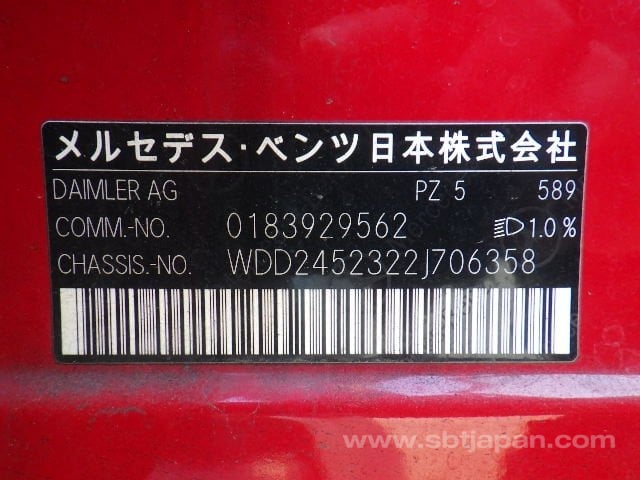 メルセデス・ベンツ日本株式会社
DAIMLER AG PZ 5 589
COMM.-NO. 0183929562 1.0 %
CHASSIS.-NO. WDD2452322J706358
www.sbtjapan.com